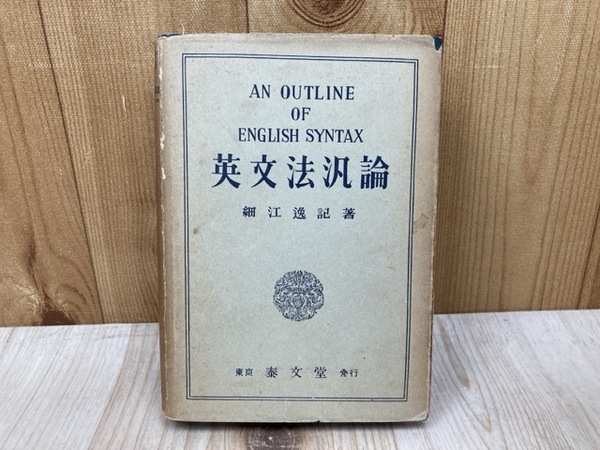 AN OUTLINE
OF
ENGLISH SYNTAX
英文法汎論
細江逸記著
東京 泰文堂 発行